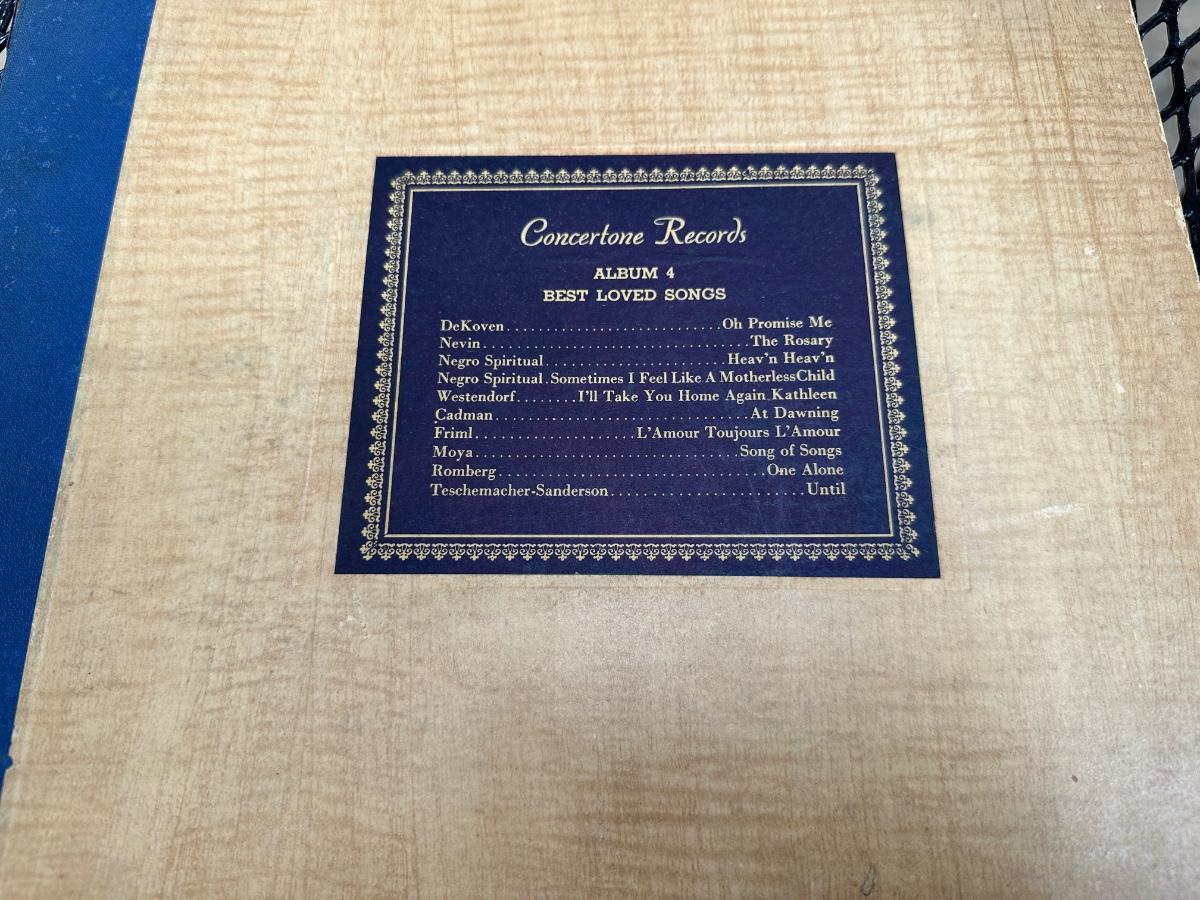 Concertone Records
ALBUM 4
BEST LOVED SONGS
DeKoven............................Oh Promise Me
Nevin.................................The Rosary
Negro Spiritual.......................Heav'n Heav'n
Negro Spiritual.Sometimes I Feel Like A MotherlessChild
Westendorf........I'll Take You Home Again Kathleen
Cadman...............................At Dawning
Friml....................L'Amour Toujours L'Amour
Moya.................................Song of Songs
Romberg.................................One Alone
Teschemacher-Sanderson........................Until